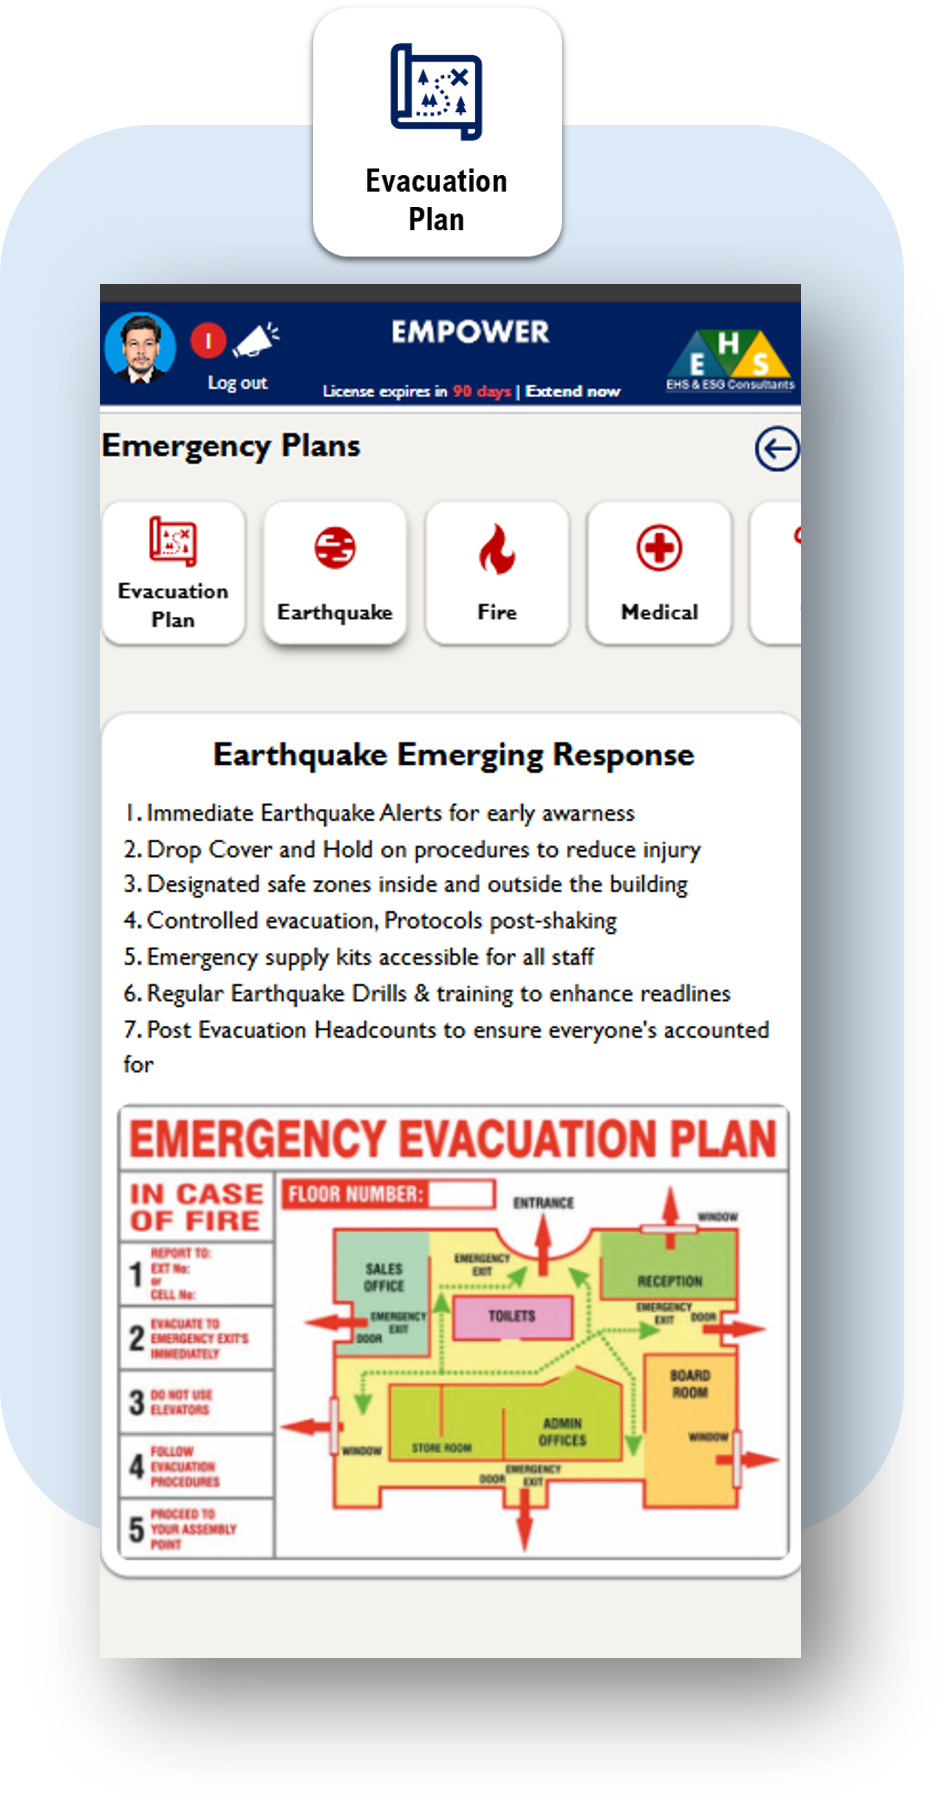 Evacuation
Plan
EMPOWER
Log out
License expires in 90 days | Extend now
E H S
EHS & ESG Consultants
Emergency Plans
Evacuation
Plan
Earthquake
Fire
Medical
Earthquake Emerging Response
1. Immediate Earthquake Alerts for early awarness
2. Drop Cover and Hold on procedures to reduce injury
3. Designated safe zones inside and outside the building
4. Controlled evacuation, Protocols post-shaking
5. Emergency supply kits accessible for all staff
6. Regular Earthquake Drills & training to enhance readlines
7. Post Evacuation Headcounts to ensure everyone's accounted
for
EMERGENCY EVACUATION PLAN
IN CASE
OF FIRE
1 REPORT TO:
EXT No:
or
CELL No:
2 EVACUATE TO
EMERGENCY EXIT'S
IMMEDIATELY
3 DO NOT USE
ELEVATORS
4 FOLLOW
EVACUATION
PROCEDURES
5 PROCEED TO
YOUR ASSEMBLY
POINT
FLOOR NUMBER:
ENTRANCE
WINDOW
SALES
OFFICE
EMERGENCY
EXIT
RECEPTION
TOILETS
EMERGENCY
EXIT
DOOR
EMERGENCY
EXIT
DOOR
BOARD
ROOM
WINDOW
STORE ROOM
ADMIN
OFFICES
WINDOW
DOOR
EMERGENCY
EXIT